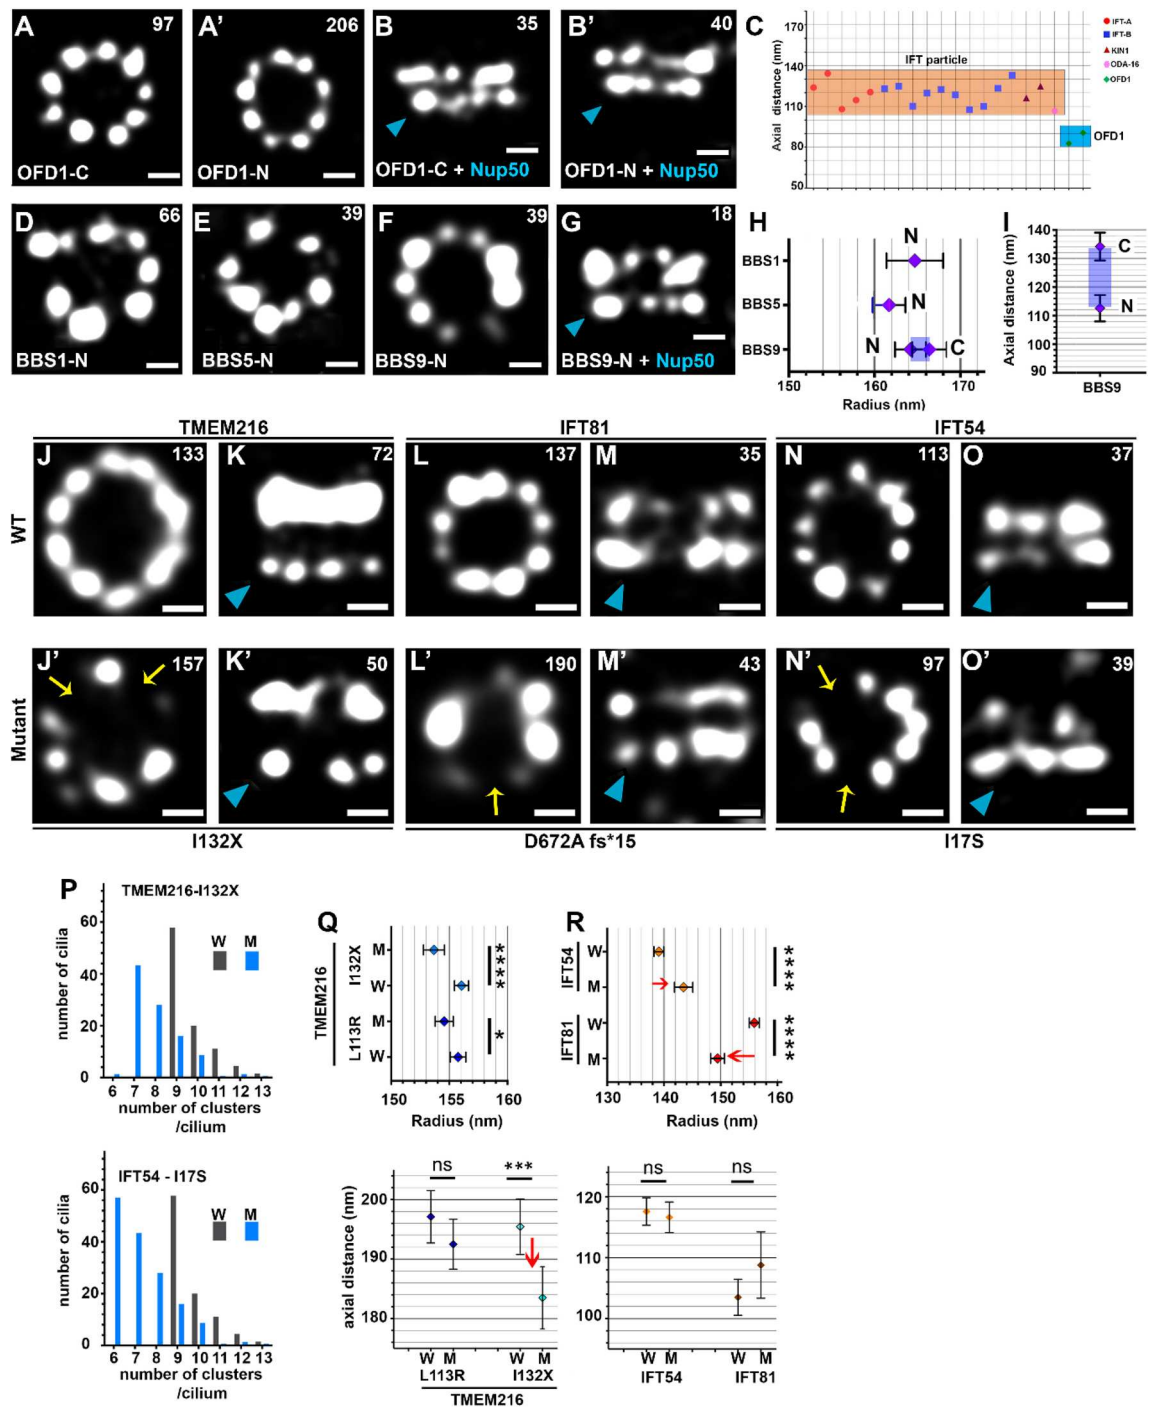 A
97
OFD1-C
A’
206
OFD1-N
B
35
OFD1-C + Nup50
B’
40
OFD1-N + Nup50
C
Axial distance (nm)
170
140
110
80
50
IFT particle
OFD1
IFT-A
IFT-B
KIN1
ODA-16
OFD1
D
66
BBS1-N
E
39
BBS5-N
F
39
BBS9-N
G
18
BBS9-N + Nup50
H
BBS1
N
BBS5
N
BBS9
N
C
150
160
170
Radius (nm)
I
Axial distance (nm)
140
130
120
110
100
90
C
N
BBS9
TMEM216
IFT81
IFT54
WT
J
133
K
72
L
137
M
35
N
113
O
37
Mutant
J’
157
K’
50
L’
190
M’
43
N’
97
O’
39
I132X
D672A fs*15
I17S
P
TMEM216-I132X
W M
number of cilia
60
40
20
0
6 7 8 9 10 11 12 13
number of clusters
/cilium
Q
TMEM216
I132X
L113R
M
W
M
W
****
*
150 155 160
Radius (nm)
R
IFT54
IFT81
W
M
W
M
****
****
130 140 150 160
Radius (nm)
IFT54 - I17S
W M
number of cilia
60
40
20
0
6 7 8 9 10 11 12 13
number of clusters
/cilium
axial distance (nm)
200
190
180
ns
***
W M W M
L113R I132X
TMEM216
120
110
100
ns
ns
W M W M
IFT54 IFT81